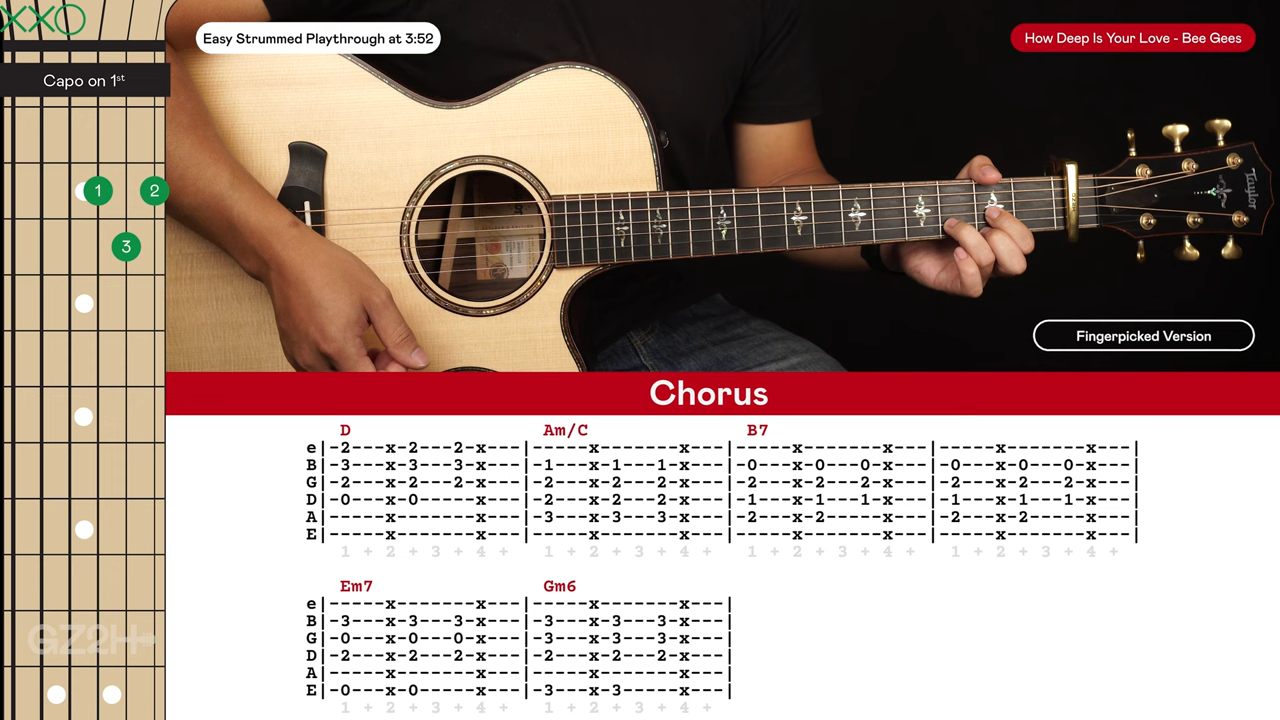 XXO
Easy Strummed Playthrough at 3:52
How Deep Is Your Love - Bee Gees
Capo on 1st
1 2
3
Taylor
Fingerpicked Version
Chorus
D Am/C B7
e|-2---x-2---2-x---|-----x-------x---|-----x-------x---|-----x-------x---|
B|-3---x-3---3-x---|-1---x-1---1-x---|-0---x-0---0-x---|-0---x-0---0-x---|
G|-2---x-2---2-x---|-2---x-2---2-x---|-2---x-2---2-x---|-2---x-2---2-x---|
D|-0---x-0-----x---|-2---x-2---2-x---|-1---x-1---1-x---|-1---x-1---1-x---|
A|-----x-------x---|-3---x-3---3-x---|-2---x-2-----x---|-2---x-2-----x---|
E|-----x-------x---|-----x-------x---|-----x-------x---|-----x-------x---|
1 + 2 + 3 + 4 + 1 + 2 + 3 + 4 + 1 + 2 + 3 + 4 + 1 + 2 + 3 + 4 +
Em7 Gm6
e|-----x-------x---|-----x-------x---|
B|-3---x-3---3-x---|-3---x-3---3-x---|
G|-0---x-0---0-x---|-3---x-3---3-x---|
D|-2---x-2---2-x---|-2---x-2---2-x---|
A|-----x-------x---|-----x-------x---|
E|-0---x-0-----x---|-3---x-3-----x---|
1 + 2 + 3 + 4 + 1 + 2 + 3 + 4 +
GZ2H